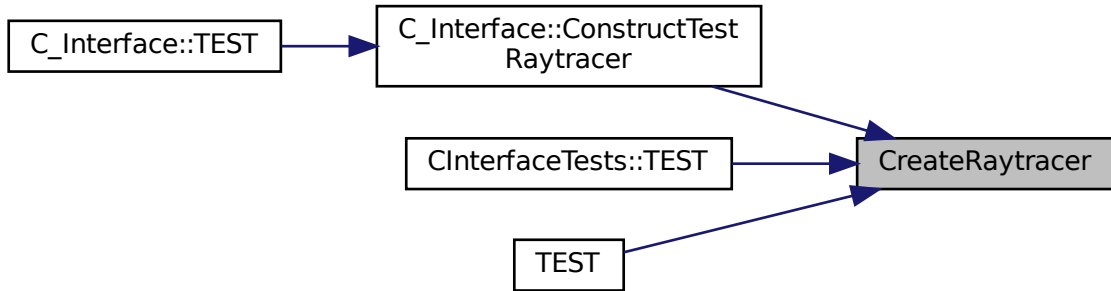 C_Interface::TEST
C_Interface::ConstructTest
Raytracer
CInterfaceTests::TEST
CreateRaytracer
TEST